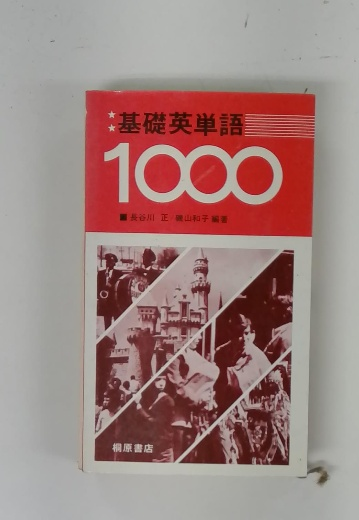 ★★基礎英単語
1000
■長谷川 正/磯山和子 編著
桐原書店